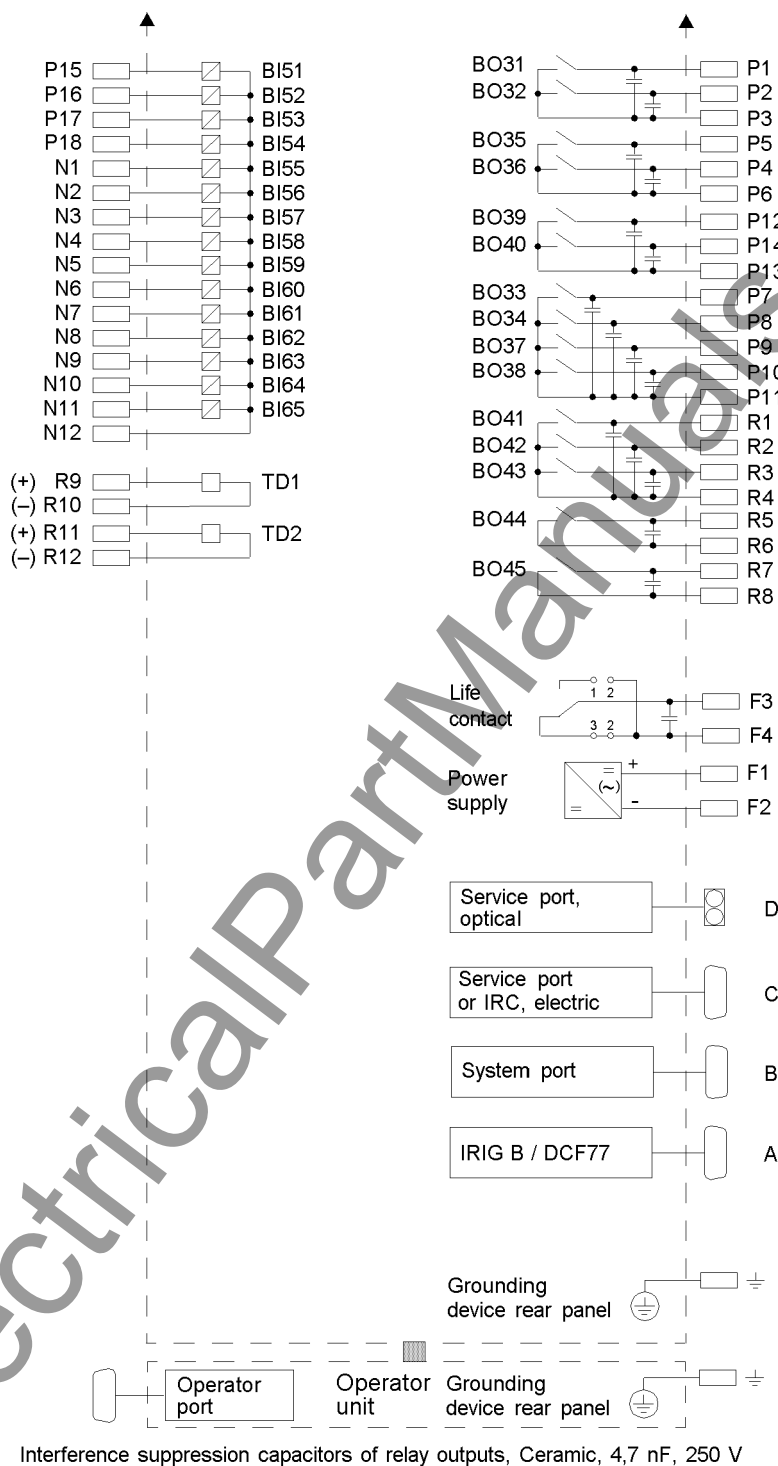 P15 BI51
P16 BI52
P17 BI53
P18 BI54
N1 BI55
N2 BI56
N3 BI57
N4 BI58
N5 BI59
N6 BI60
N7 BI61
N8 BI62
N9 BI63
N10 BI64
N11 BI65
N12
(+) R9 TD1
(–) R10
(+) R11 TD2
(–) R12
BO31 P1
BO32 P2
P3
BO35 P5
BO36 P4
P6
BO39 P12
BO40 P14
P13
BO33 P7
BO34 P8
BO37 P9
BO38 P10
P11
BO41 R1
BO42 R2
BO43 R3
R4
BO44 R5
R6
BO45 R7
R8
Life
contact
1 2
3 2
F3
F4
Power
supply
= (~) =
+ F1
- F2
Service port,
optical
D
Service port
or IRC, electric
C
System port
B
IRIG B / DCF77
A
Grounding
device rear panel
Operator
port
Operator
unit
Grounding
device rear panel
Interference suppression capacitors of relay outputs, Ceramic, 4,7 nF, 250 V
ectricalPartManuals